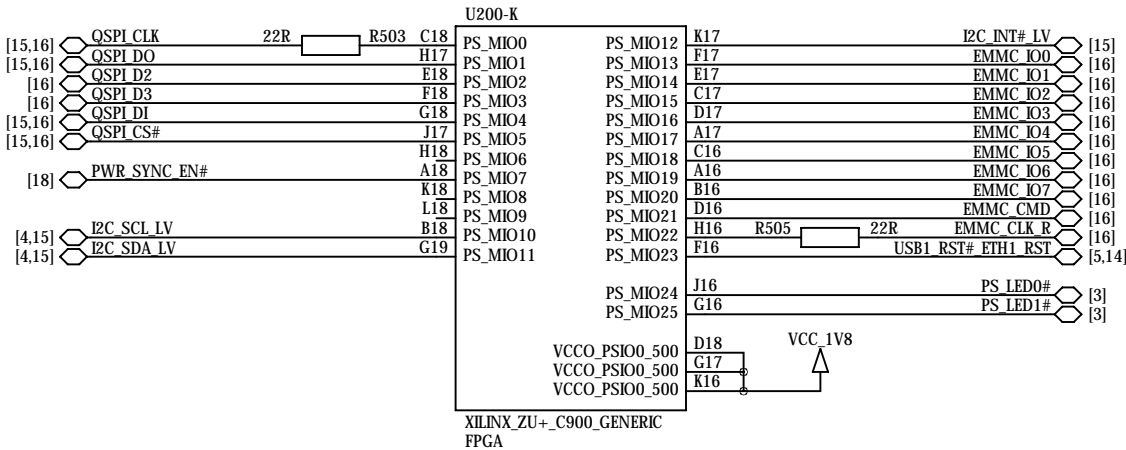 U200-K
[15,16] QSPI_CLK 22R R503 C18 PS_MIO0 PS_MIO12 K17 I2C_INT#_LV [15]
[15,16] QSPI_DO H17 PS_MIO1 PS_MIO13 F17 EMMC_IO0 [16]
[16] QSPI_D2 E18 PS_MIO2 PS_MIO14 E17 EMMC_IO1 [16]
[16] QSPI_D3 F18 PS_MIO3 PS_MIO15 C17 EMMC_IO2 [16]
[15,16] QSPI_DI G18 PS_MIO4 PS_MIO16 D17 EMMC_IO3 [16]
[15,16] QSPI_CS# J17 PS_MIO5 PS_MIO17 A17 EMMC_IO4 [16]
H18 PS_MIO6 PS_MIO18 C16 EMMC_IO5 [16]
[18] PWR_SYNC_EN# A18 PS_MIO7 PS_MIO19 A16 EMMC_IO6 [16]
K18 PS_MIO8 PS_MIO20 B16 EMMC_IO7 [16]
L18 PS_MIO9 PS_MIO21 D16 EMMC_CMD [16]
[4,15] I2C_SCL_LV B18 PS_MIO10 PS_MIO22 H16 R505 22R EMMC_CLK_R [16]
[4,15] I2C_SDA_LV G19 PS_MIO11 PS_MIO23 F16 USB1_RST#_ETH1_RST [5,14]
PS_MIO24 J16 PS_LED0# [3]
PS_MIO25 G16 PS_LED1# [3]
VCCO_PSIO0_500 D18 VCC_1V8
VCCO_PSIO0_500 G17
VCCO_PSIO0_500 K16
XILINX_ZU+_C900_GENERIC
FPGA